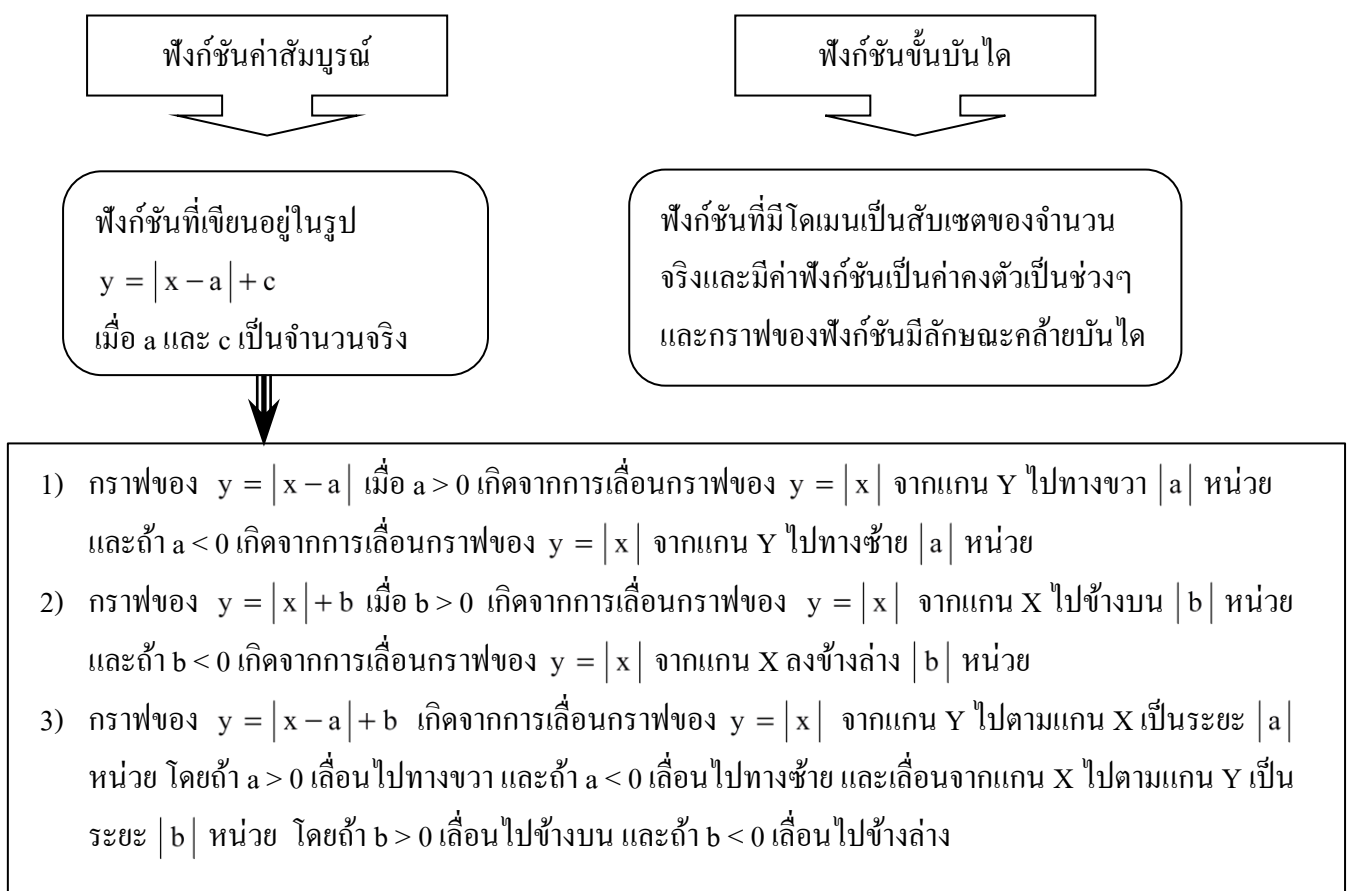 ฟังก์ชันค่าสัมบูรณ์
ฟังก์ชันขั้นบันได
ฟังก์ชันที่เขียนอยู่ในรูป
y = |x − a| + c
เมื่อ a และ c เป็นจำนวนจริง
ฟังก์ชันที่มีโดเมนเป็นสับเซตของจำนวน
จริงและมีค่าฟังก์ชันเป็นค่าคงตัวเป็นช่วงๆ
และกราฟของฟังก์ชันมีลักษณะคล้ายบันได
1) กราฟของ y = |x − a| เมื่อ a > 0 เกิดจากการเลื่อนกราฟของ y = |x| จากแกน Y ไปทางขวา |a| หน่วย
และถ้า a < 0 เกิดจากการเลื่อนกราฟของ y = |x| จากแกน Y ไปทางซ้าย |a| หน่วย
2) กราฟของ y = |x| + b เมื่อ b > 0 เกิดจากการเลื่อนกราฟของ y = |x| จากแกน X ไปข้างบน |b| หน่วย
และถ้า b < 0 เกิดจากการเลื่อนกราฟของ y = |x| จากแกน X ลงข้างล่าง |b| หน่วย
3) กราฟของ y = |x − a| + b เกิดจากการเลื่อนกราฟของ y = |x| จากแกน Y ไปตามแกน X เป็นระยะ |a|
หน่วย โดยถ้า a > 0 เลื่อนไปทางขวา และถ้า a < 0 เลื่อนไปทางซ้าย และเลื่อนจากแกน X ไปตามแกน Y เป็น
ระยะ |b| หน่วย โดยถ้า b > 0 เลื่อนไปข้างบน และถ้า b < 0 เลื่อนไปข้างล่าง